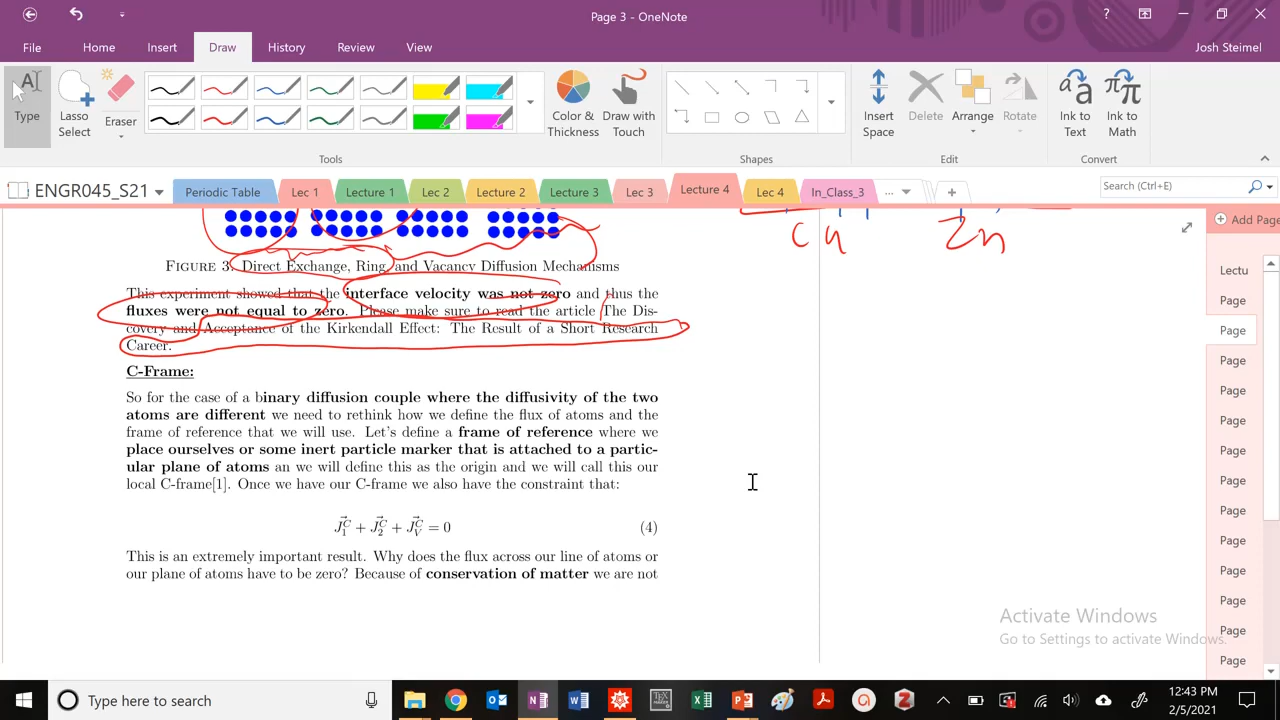 Page 3 - OneNote
?
File
Home
Insert
Draw
History
Review
View
Josh Steimel
Type
Lasso Select
Eraser
Color & Thickness
Draw with Touch
Insert Space
Delete
Arrange
Rotate
Ink to Text
Ink to Math
Tools
Shapes
Edit
Convert
ENGR045_S21
Periodic Table
Lec 1
Lecture 1
Lec 2
Lecture 2
Lecture 3
Lec 3
Lecture 4
Lec 4
In_Class_3
...
Search (Ctrl+E)
Add Page
Cu
Zn
Figure 3. Direct Exchange, Ring, and Vacancy Diffusion Mechanisms
This experiment showed that the interface velocity was not zero and thus the
fluxes were not equal to zero. Please make sure to read the article The Dis-
covery and Acceptance of the Kirkendall Effect: The Result of a Short Research
Career.
C-Frame:
So for the case of a binary diffusion couple where the diffusivity of the two
atoms are different we need to rethink how we define the flux of atoms and the
frame of reference that we will use. Let's define a frame of reference where we
place ourselves or some inert particle marker that is attached to a partic-
ular plane of atoms an we will define this as the origin and we will call this our
local C-frame[1]. Once we have our C-frame we also have the constraint that:
J⃗₁ᶜ + J⃗₂ᶜ + J⃗ᵥᶜ = 0 (4)
This is an extremely important result. Why does the flux across our line of atoms or
our plane of atoms have to be zero? Because of conservation of matter we are not
Lectu
Page
Page
Page
Page
Page
Page
Page
Page
Page
Page
Page
Page
Page
Activate Windows
Go to Settings to activate Windows.
Type here to search
12:43 PM
2/5/2021